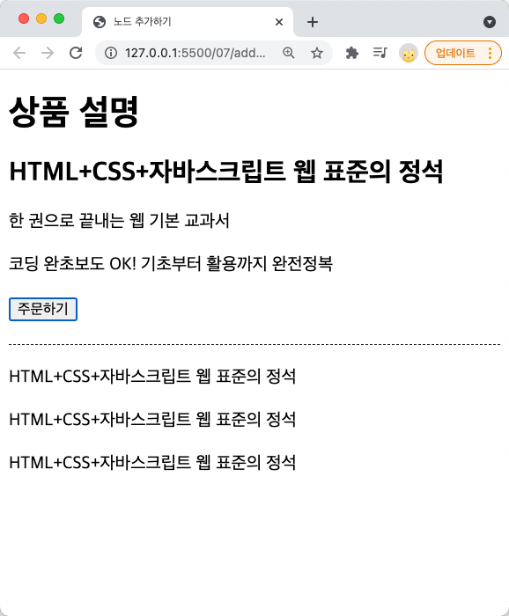 노드 추가하기
127.0.0.1:5500/07/add...
업데이트
상품 설명
HTML+CSS+자바스크립트 웹 표준의 정석
한 권으로 끝내는 웹 기본 교과서
코딩 완초보도 OK! 기초부터 활용까지 완전정복
주문하기
HTML+CSS+자바스크립트 웹 표준의 정석
HTML+CSS+자바스크립트 웹 표준의 정석
HTML+CSS+자바스크립트 웹 표준의 정석